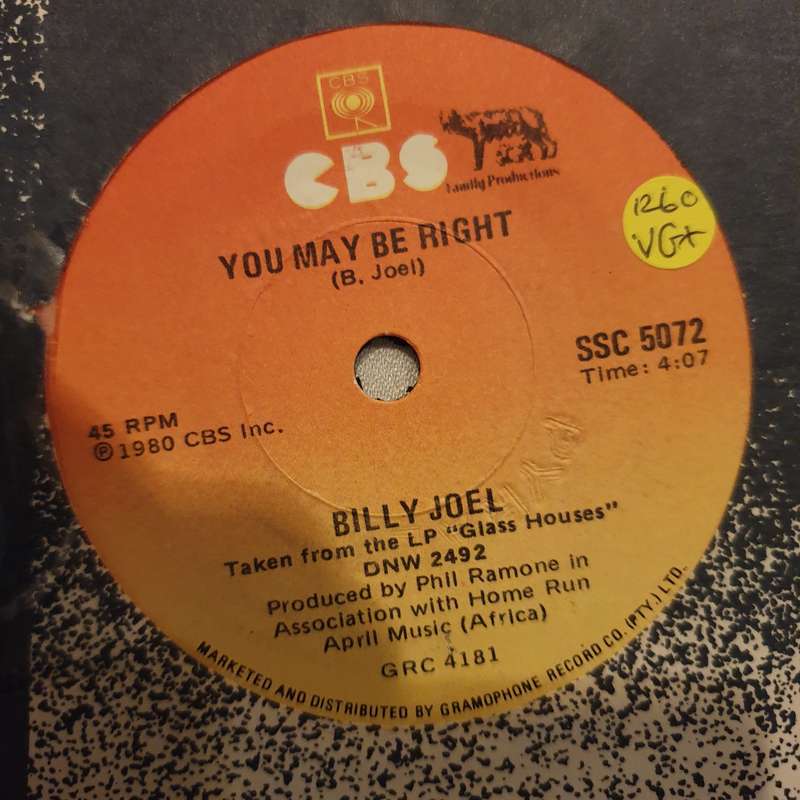 CBS
CBS
Family Productions
YOU MAY BE RIGHT
(B. Joel)
1260
VG+
SSC 5072
Time: 4:07
45 RPM
℗ 1980 CBS Inc.
BILLY JOEL
Taken from the LP "Glass Houses"
DNW 2492
Produced by Phil Ramone in
Association with Home Run
April Music (Africa)
GRC 4181
MARKETED AND DISTRIBUTED BY GRAMOPHONE RECORD CO. (PTY.) LTD.